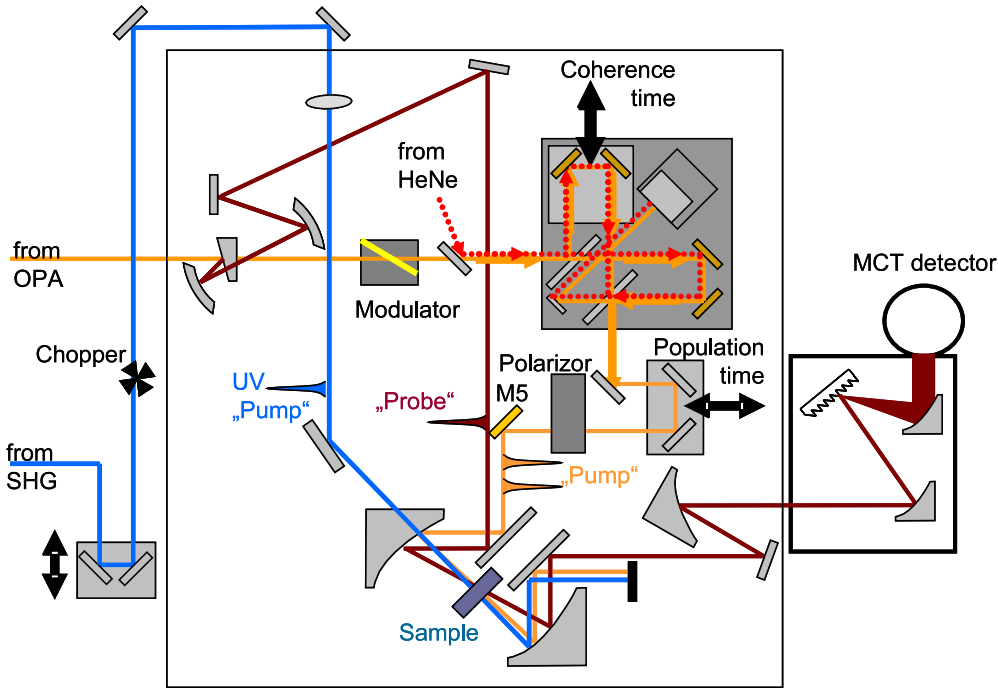 Coherence
time
from
HeNe
from
OPA
Modulator
MCT detector
Chopper
Polarizor
Population
time
M5
UV
„Pump“
„Probe“
from
SHG
„Pump“
Sample